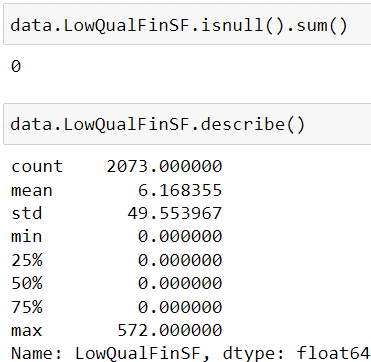 data.LowQualFinSF.isnull().sum()
0
data.LowQualFinSF.describe()
count    2073.000000
mean        6.168355
std        49.553967
min         0.000000
25%         0.000000
50%         0.000000
75%         0.000000
max       572.000000
Name: LowQualFinSF, dtype: float64